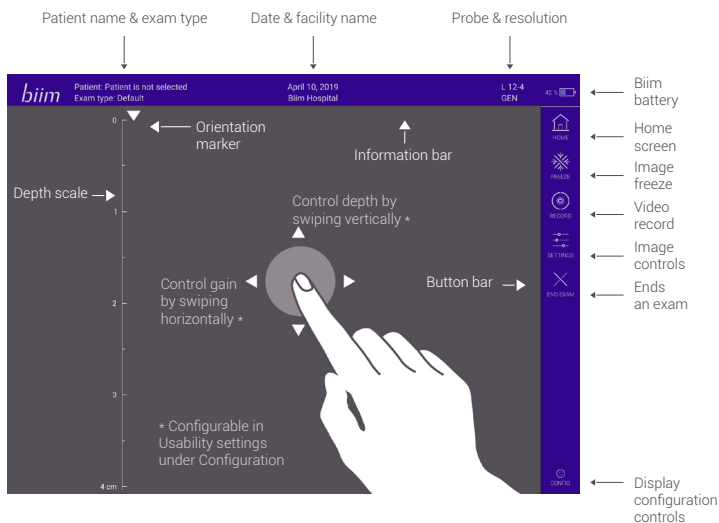 Patient name & exam type
Date & facility name
Probe & resolution
biim
Patient: Patient is not selected
Exam type: Default
April 10, 2019
Biim Hospital
L 12-4
GEN
42 %
Biim
battery
0
Orientation
marker
Information bar
HOME
Home
screen
FREEZE
Image
freeze
Depth scale
1
Control depth by
swiping vertically *
RECORD
Video
record
SETTINGS
Image
controls
Control gain
by swiping
horizontally *
Button bar
END EXAM
Ends
an exam
2
3
* Configurable in
Usability settings
under Configuration
4 cm
CONFIG
Display
configuration
controls